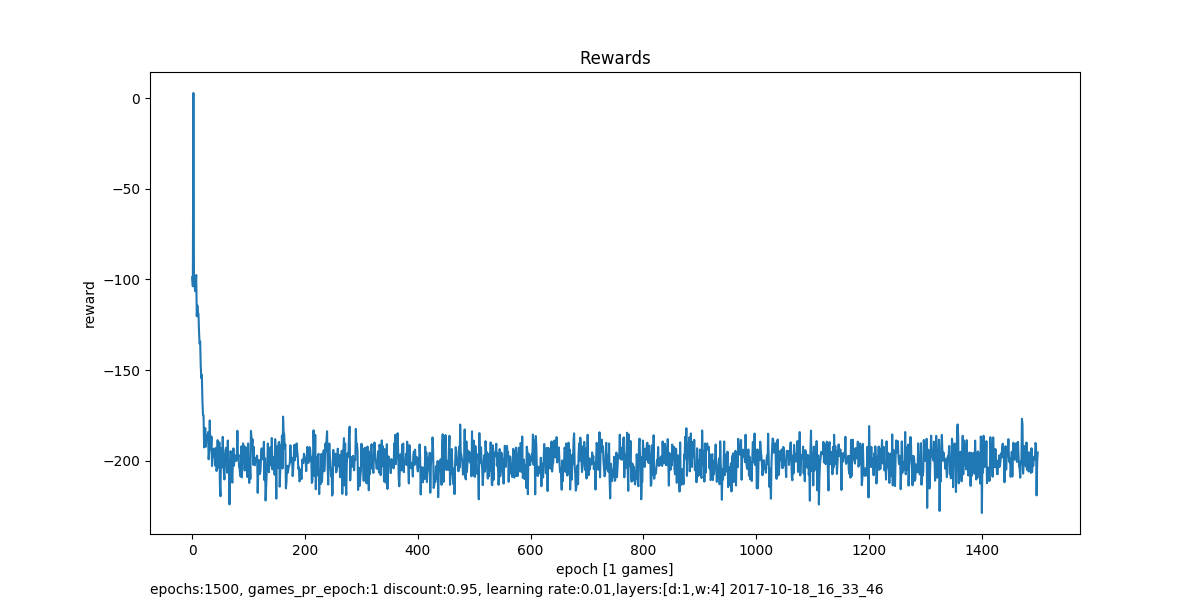 Rewards
0
−50
−100
−150
−200
reward
0 200 400 600 800 1000 1200 1400
epoch [1 games]
epochs:1500, games_pr_epoch:1 discount:0.95, learning rate:0.01,layers:[d:1,w:4] 2017-10-18_16_33_46